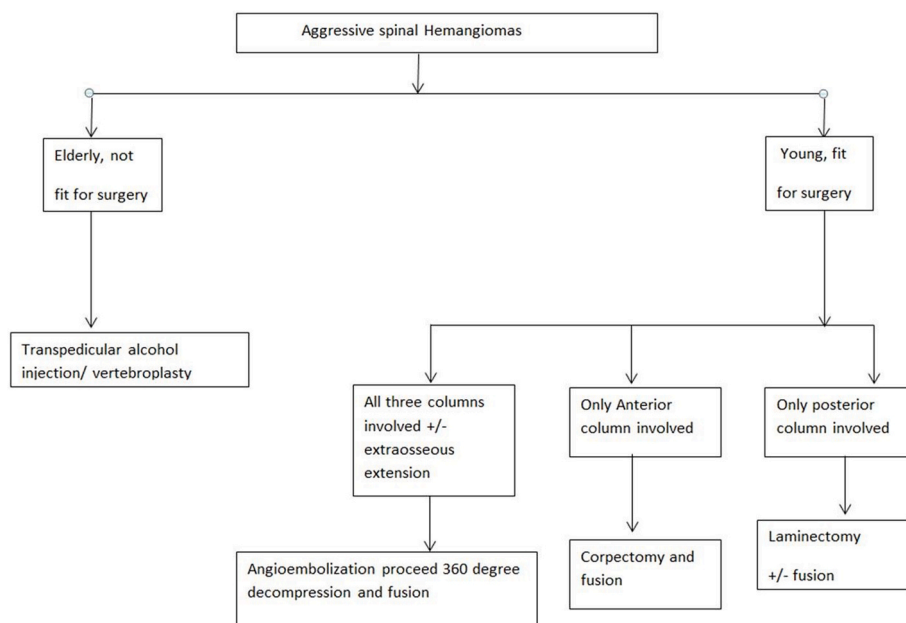 Aggressive spinal Hemangiomas
Elderly, not
fit for surgery
Young, fit
for surgery
Transpedicular alcohol
injection/ vertebroplasty
All three columns
involved +/-
extraosseous
extension
Only Anterior
column involved
Only posterior
column involved
Angioembolization proceed 360 degree
decompression and fusion
Corpectomy and
fusion
Laminectomy
+/- fusion